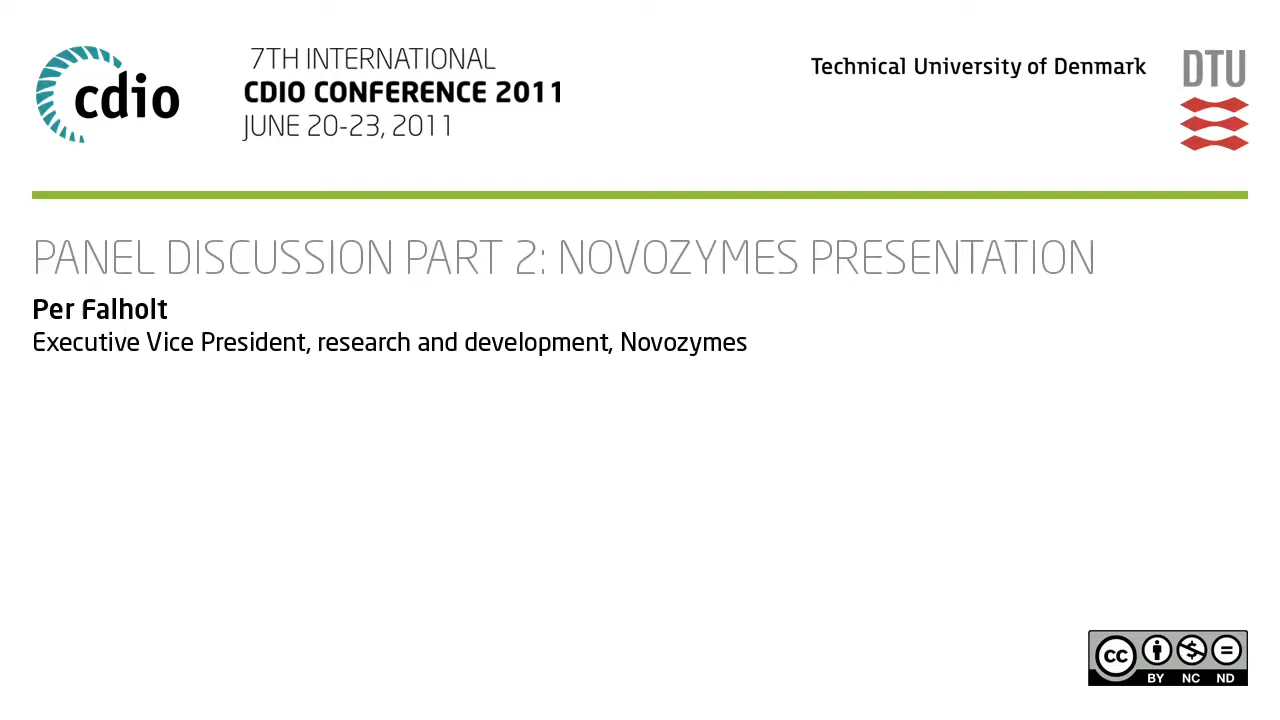 cdio
7TH INTERNATIONAL
CDIO CONFERENCE 2011
JUNE 20-23, 2011
Technical University of Denmark
DTU
PANEL DISCUSSION PART 2: NOVOZYMES PRESENTATION
Per Falholt
Executive Vice President, research and development, Novozymes
cc
BY NC ND